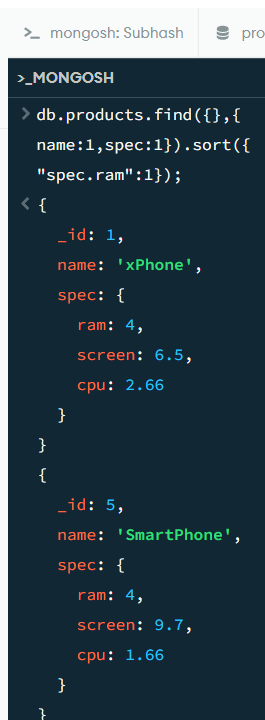 >_ mongosh: Subhash pro
>_MONGOSH
> db.products.find({},{
name:1,spec:1}).sort({
"spec.ram":1});
< {
_id: 1,
name: 'xPhone',
spec: {
ram: 4,
screen: 6.5,
cpu: 2.66
}
}
{
_id: 5,
name: 'SmartPhone',
spec: {
ram: 4,
screen: 9.7,
cpu: 1.66
}
}